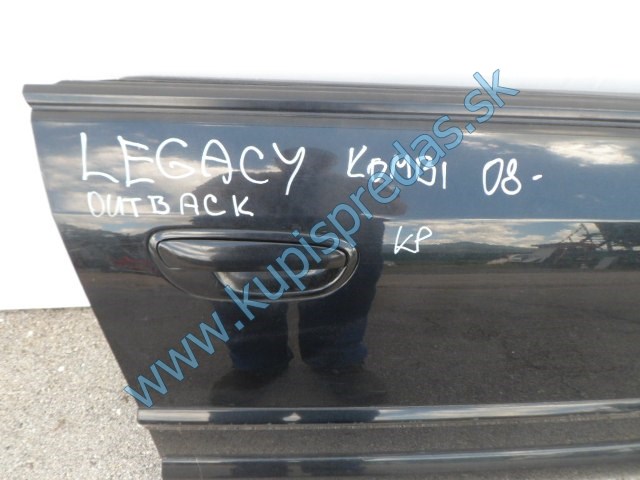 LEGACY KOMBI 08-
OUTBACK
KP
www.kupispredas.sk